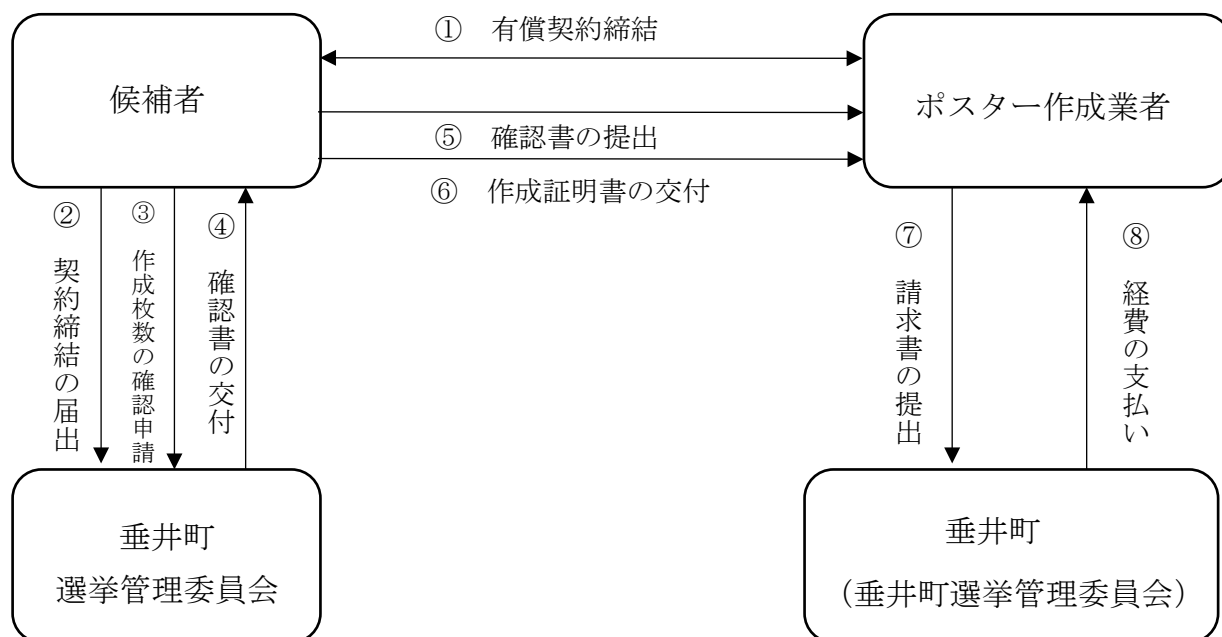 ① 有償契約締結
候補者
ポスター作成業者
⑤ 確認書の提出
⑥ 作成証明書の交付
② 契約締結の届出
③ 作成枚数の確認申請
④ 確認書の交付
⑦ 請求書の提出
⑧ 経費の支払い
垂井町
選挙管理委員会
垂井町
(垂井町選挙管理委員会)